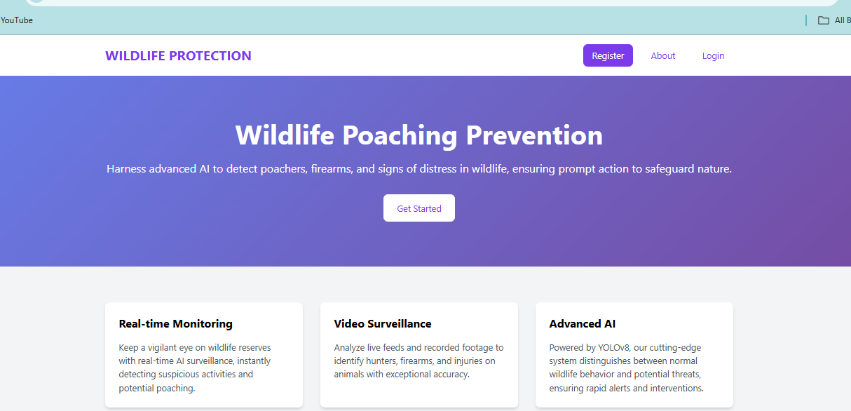 YouTube
All B
WILDLIFE PROTECTION
Register
About
Login
Wildlife Poaching Prevention
Harness advanced AI to detect poachers, firearms, and signs of distress in wildlife, ensuring prompt action to safeguard nature.
Get Started
Real-time Monitoring
Keep a vigilant eye on wildlife reserves
with real-time AI surveillance, instantly
detecting suspicious activities and
potential poaching.
Video Surveillance
Analyze live feeds and recorded footage to
identify hunters, firearms, and injuries on
animals with exceptional accuracy.
Advanced AI
Powered by YOLOv8, our cutting-edge
system distinguishes between normal
wildlife behavior and potential threats,
ensuring rapid alerts and interventions.